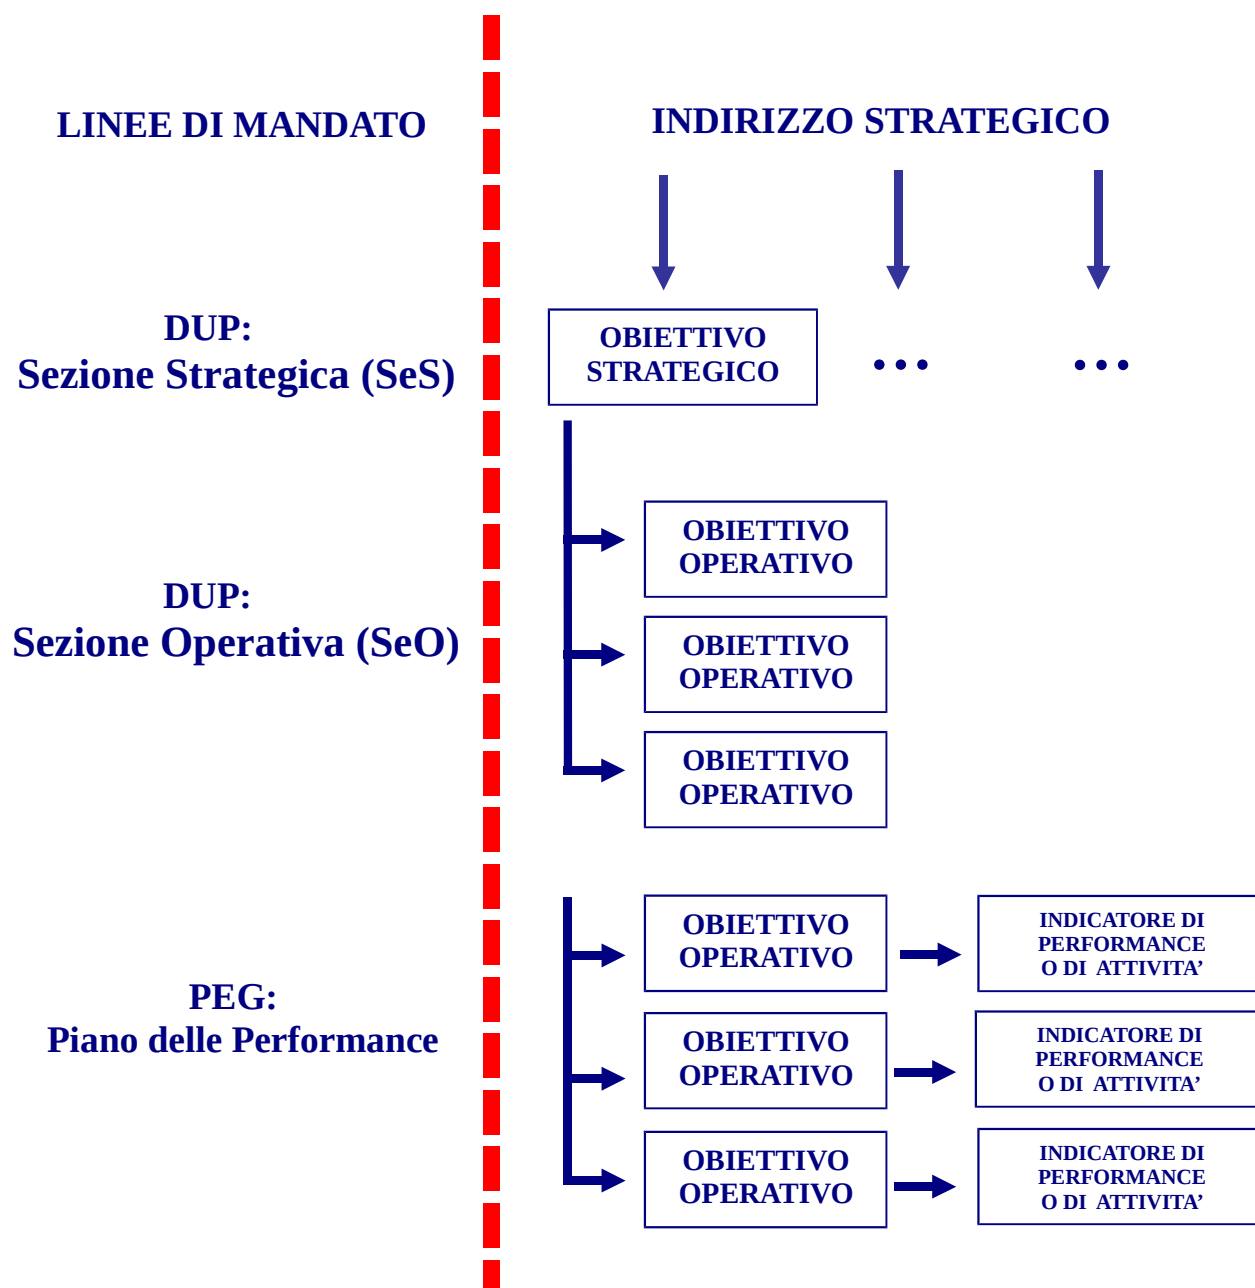 LINEE DI MANDATO
INDIRIZZO STRATEGICO
DUP:
Sezione Strategica (SeS)
OBIETTIVO
STRATEGICO
...
...
DUP:
Sezione Operativa (SeO)
OBIETTIVO
OPERATIVO
OBIETTIVO
OPERATIVO
OBIETTIVO
OPERATIVO
PEG:
Piano delle Performance
OBIETTIVO
OPERATIVO
INDICATORE DI
PERFORMANCE
O DI  ATTIVITA’
OBIETTIVO
OPERATIVO
INDICATORE DI
PERFORMANCE
O DI  ATTIVITA’
OBIETTIVO
OPERATIVO
INDICATORE DI
PERFORMANCE
O DI  ATTIVITA’